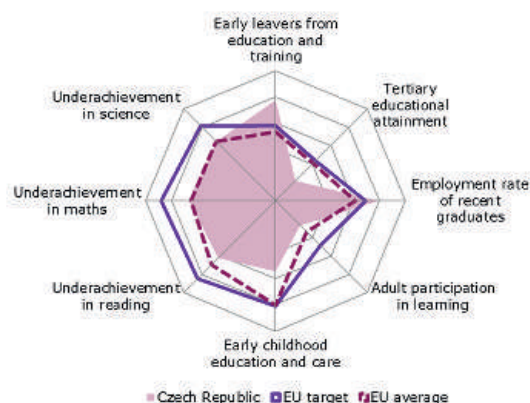 Early leavers from
education and
training
Underachievement
in science
Tertiary
educational
attainment
Underachievement
in maths
Employment rate
of recent
graduates
Underachievement
in reading
Adult participation
in learning
Early childhood
education and care
Czech Republic EU target EU average